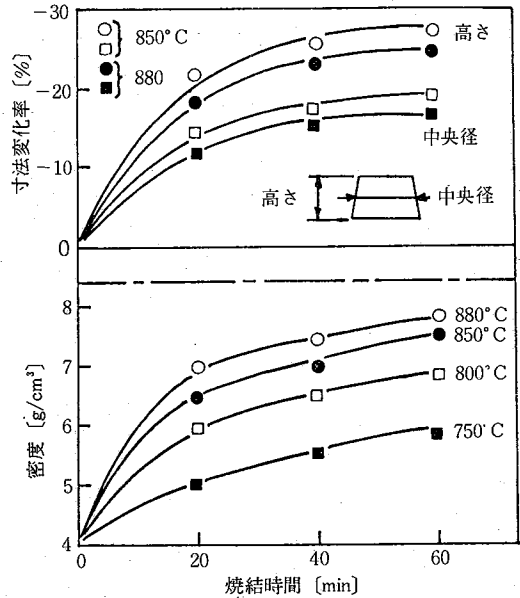 -30
-20
-10
0
寸法変化率 [%]
850°C
880
高さ
中央径
高さ
中央径
8
7
6
5
4
密度 [g/cm³]
880°C
850°C
800°C
750°C
0
20
40
60
焼結時間 [min]